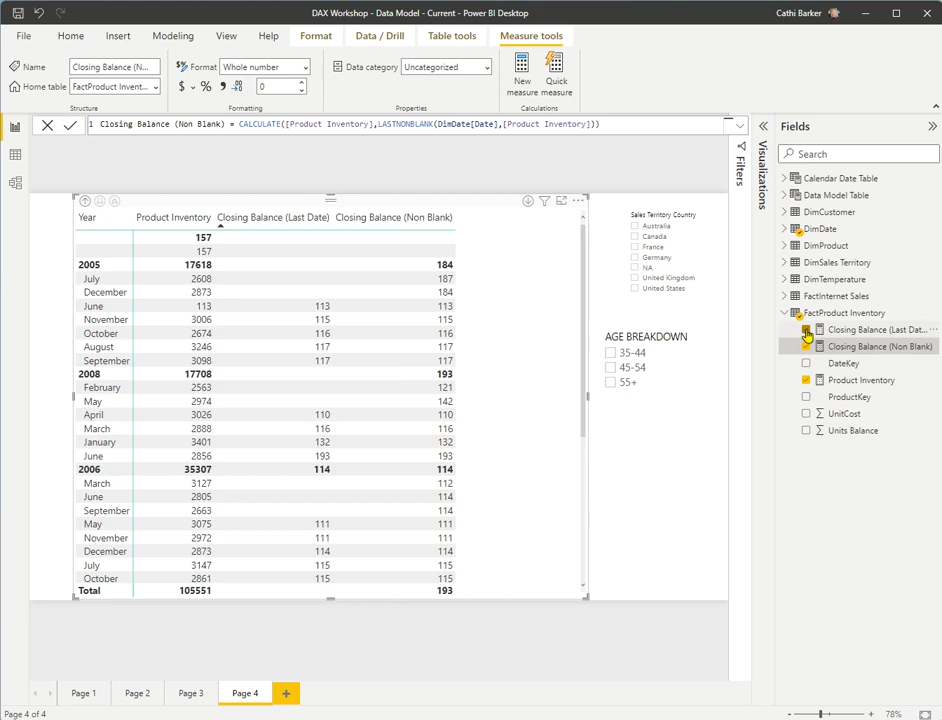 DAX Workshop - Data Model - Current - Power BI Desktop
Cathi Barker
File Home Insert Modeling View Help Format Data / Drill Table tools Measure tools
Name Closing Balance (N...
Home table FactProduct Invent...
Structure
Format Whole number
$ % 0
Formatting
Data category Uncategorized
Properties
New measure
Quick measure
Calculations
1 Closing Balance (Non Blank) = CALCULATE([Product Inventory],LASTNONBLANK(DimDate[Date],[Product Inventory]))
Year Product Inventory Closing Balance (Last Date) Closing Balance (Non Blank)
157
157
2005 17618 184
July 2608 187
December 2873 184
June 113 113 113
November 3006 115 115
October 2674 116 116
August 3246 117 117
September 3098 117 117
2008 17708 193
February 2563 121
May 2974 142
April 3026 110 110
March 2888 116 116
January 3401 132 132
June 2856 193 193
2006 35307 114 114
March 3127 112
June 2805 114
September 2663 114
May 3075 111 111
November 2972 111 111
December 2873 114 114
July 3147 115 115
October 2861 115 115
Total 105551 193
Sales Territory Country
Australia
Canada
France
Germany
NA
United Kingdom
United States
AGE BREAKDOWN
35-44
45-54
55+
Filters
Visualizations
Fields
Search
Calendar Date Table
Data Model Table
DimCustomer
DimDate
DimProduct
DimSales Territory
DimTemperature
FactInternet Sales
FactProduct Inventory
Closing Balance (Last Dat... ...
Closing Balance (Non Blank)
DateKey
Product Inventory
ProductKey
∑ UnitCost
∑ Units Balance
Page 1 Page 2 Page 3 Page 4 +
Page 4 of 4
- + 78%